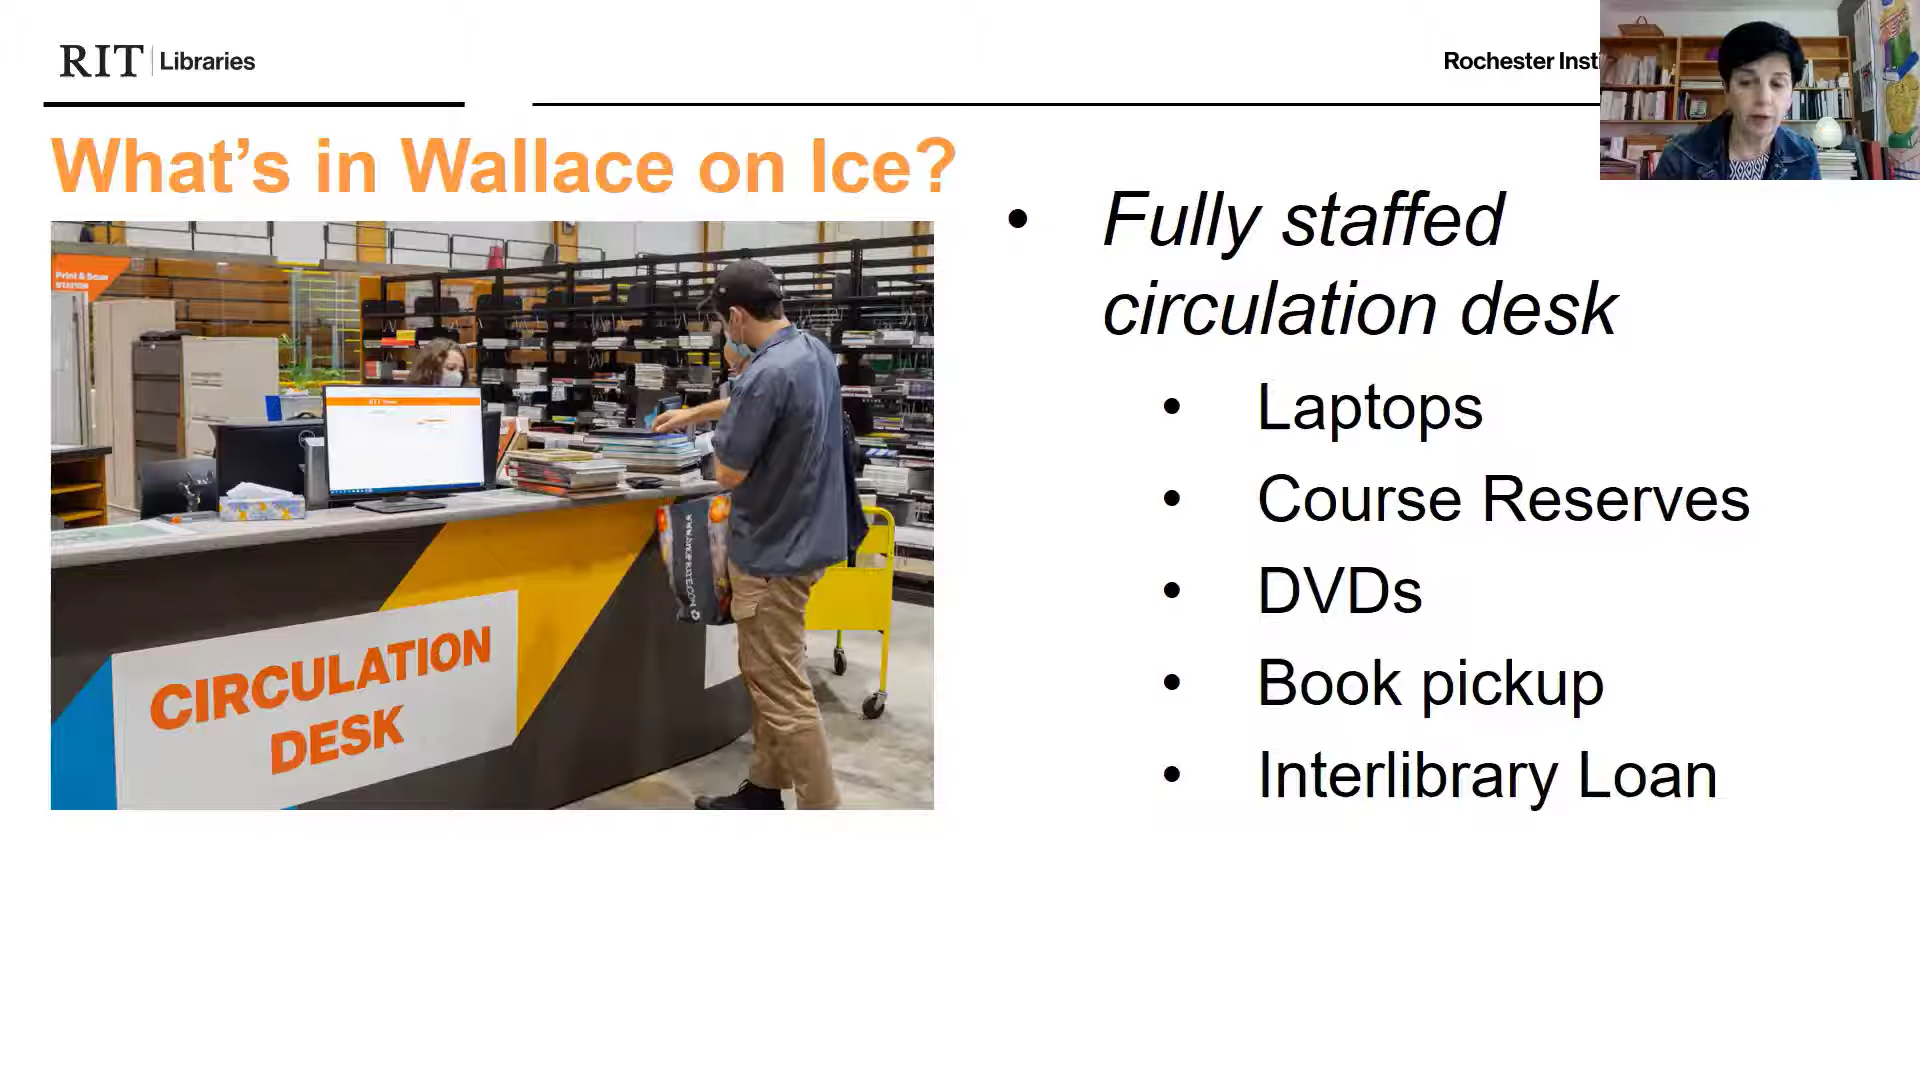 RIT Libraries
Rochester Insti
What's in Wallace on Ice?
Print & Scan
STATION
CIRCULATION
DESK
• Fully staffed
circulation desk
• Laptops
• Course Reserves
• DVDs
• Book pickup
• Interlibrary Loan